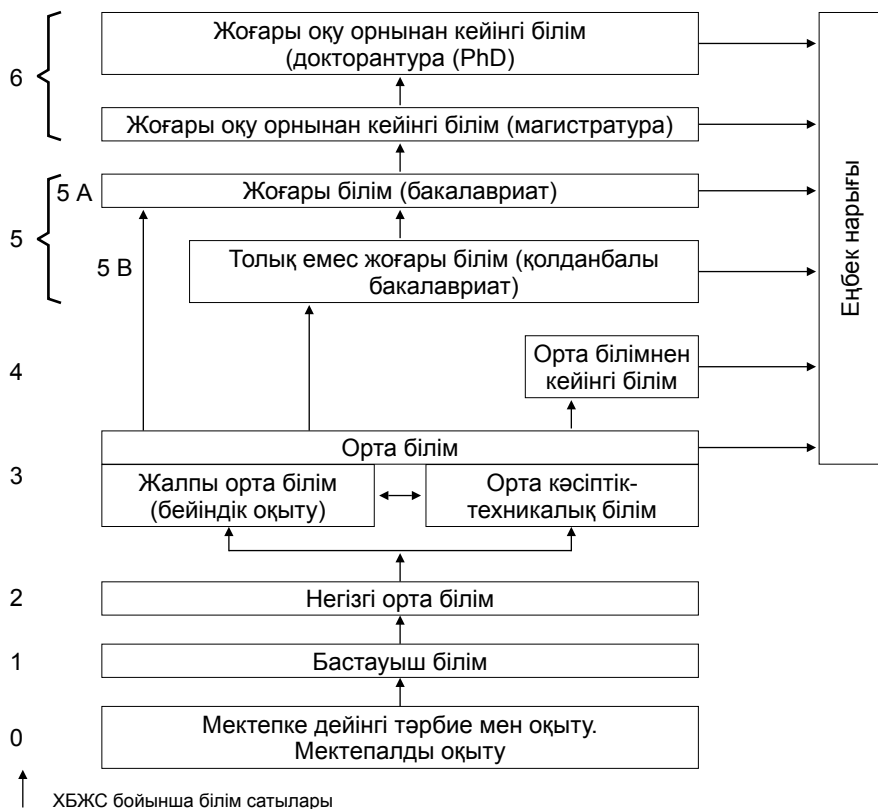 6
Жоғары оқу орнынан кейінгі білім
(докторантура (PhD)
Жоғары оқу орнынан кейінгі білім (магистратура)
5
5 А
Жоғары білім (бакалавриат)
5 В
Толық емес жоғары білім (қолданбалы
бакалавриат)
4
Орта білімнен
кейінгі білім
Еңбек нарығы
3
Орта білім
Жалпы орта білім
(бейіндік оқыту)
Орта кәсіптік-
техникалық білім
2
Негізгі орта білім
1
Бастауыш білім
0
Мектепке дейінгі тәрбие мен оқыту.
Мектепалды оқыту
ХБЖС бойынша білім сатылары